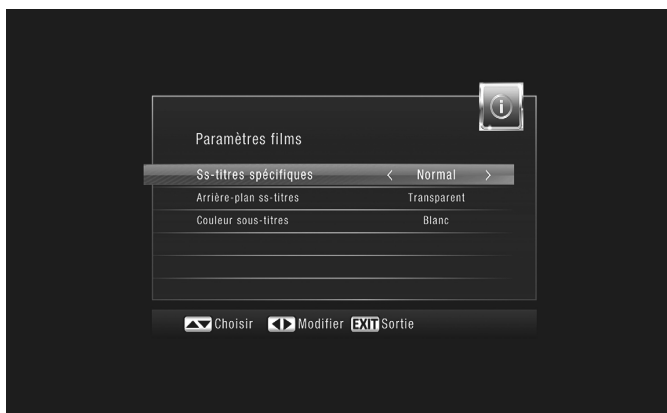 Paramètres films
Ss-titres spécifiques < Normal >
Arrière-plan ss-titres Transparent
Couleur sous-titres Blanc
Choisir Modifier EXIT Sortie